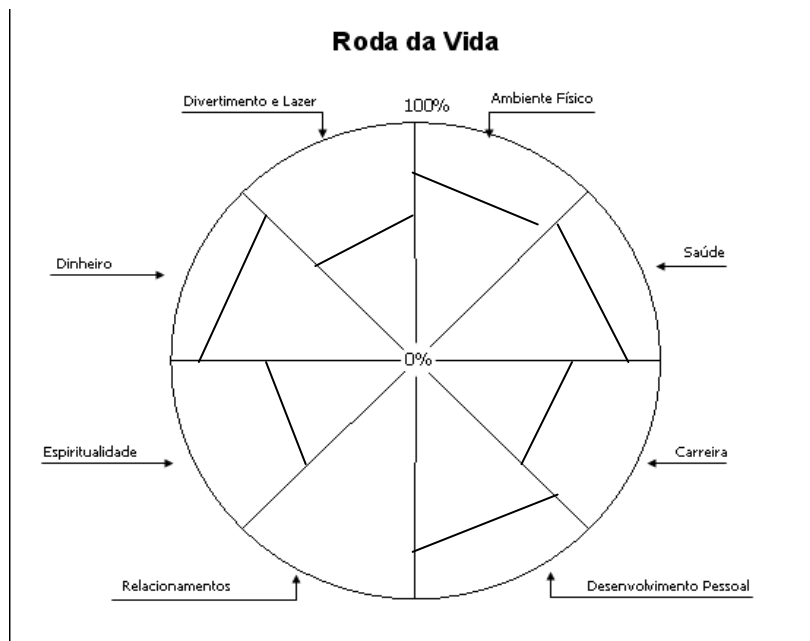 Roda da Vida
Divertimento e Lazer
100%
Ambiente Físico
Dinheiro
Saúde
0%
Espiritualidade
Carreira
Relacionamentos
Desenvolvimento Pessoal